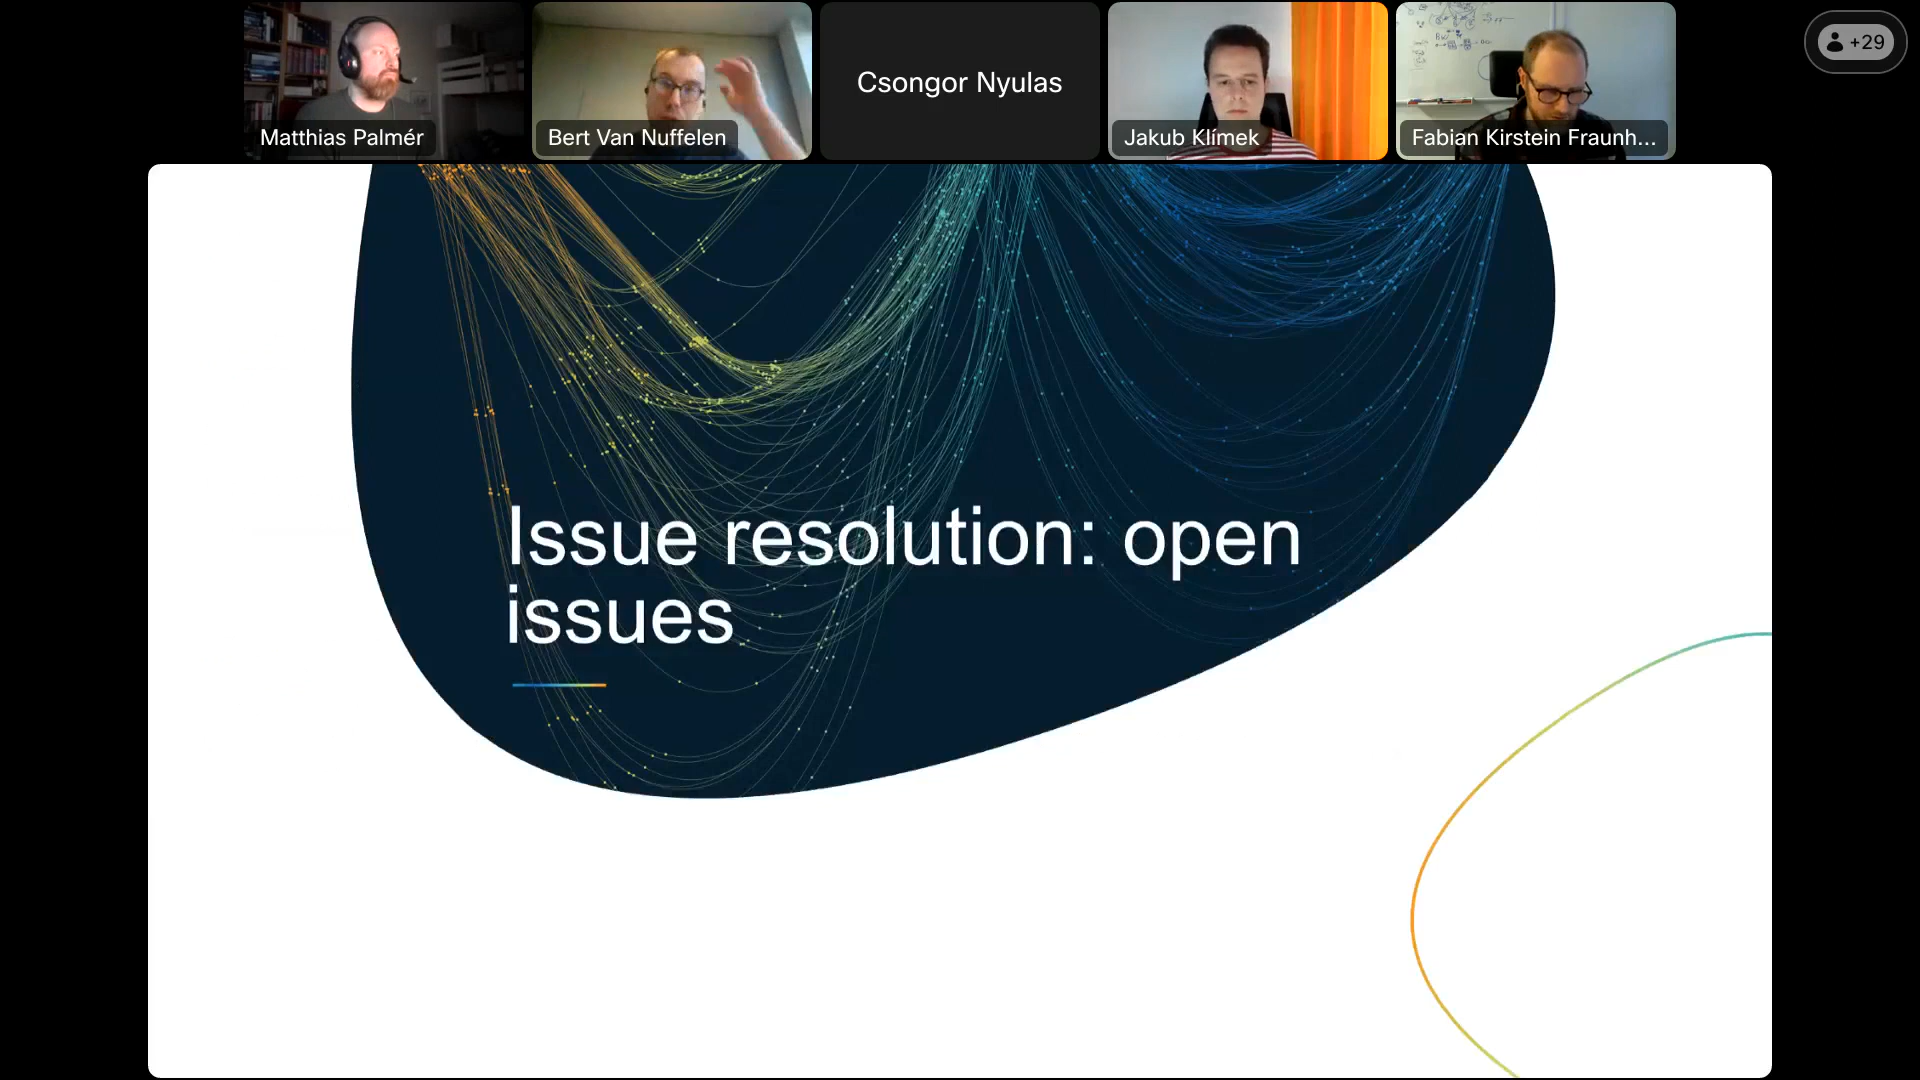 Matthias Palmér
Bert Van Nuffelen
Csongor Nyulas
Jakub Klímek
Fabian Kirstein Fraunh...
+29
Issue resolution: open
issues